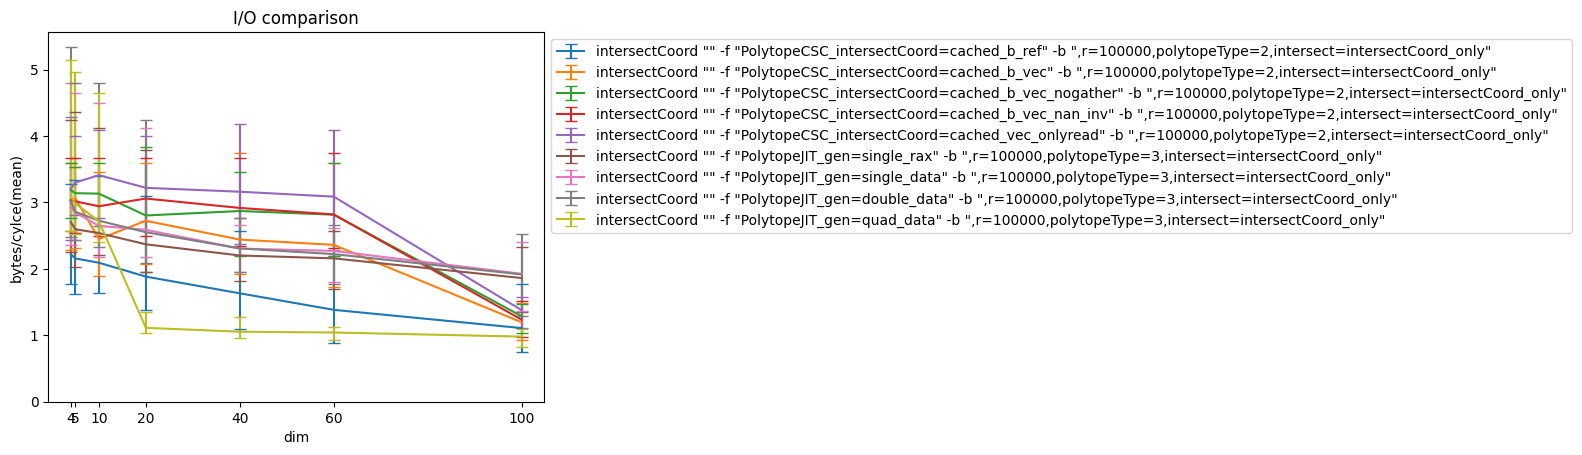 I/O comparison
bytes/cylce(mean)
5
4
3
2
1
0
4 5 10 20 40 60 100
dim
intersectCoord "" -f "PolytopeCSC_intersectCoord=cached_b_ref" -b ",r=100000,polytopeType=2,intersect=intersectCoord_only"
intersectCoord "" -f "PolytopeCSC_intersectCoord=cached_b_vec" -b ",r=100000,polytopeType=2,intersect=intersectCoord_only"
intersectCoord "" -f "PolytopeCSC_intersectCoord=cached_b_vec_nogather" -b ",r=100000,polytopeType=2,intersect=intersectCoord_only"
intersectCoord "" -f "PolytopeCSC_intersectCoord=cached_b_vec_nan_inv" -b ",r=100000,polytopeType=2,intersect=intersectCoord_only"
intersectCoord "" -f "PolytopeCSC_intersectCoord=cached_vec_onlyread" -b ",r=100000,polytopeType=2,intersect=intersectCoord_only"
intersectCoord "" -f "PolytopeJIT_gen=single_rax" -b ",r=100000,polytopeType=3,intersect=intersectCoord_only"
intersectCoord "" -f "PolytopeJIT_gen=single_data" -b ",r=100000,polytopeType=3,intersect=intersectCoord_only"
intersectCoord "" -f "PolytopeJIT_gen=double_data" -b ",r=100000,polytopeType=3,intersect=intersectCoord_only"
intersectCoord "" -f "PolytopeJIT_gen=quad_data" -b ",r=100000,polytopeType=3,intersect=intersectCoord_only"